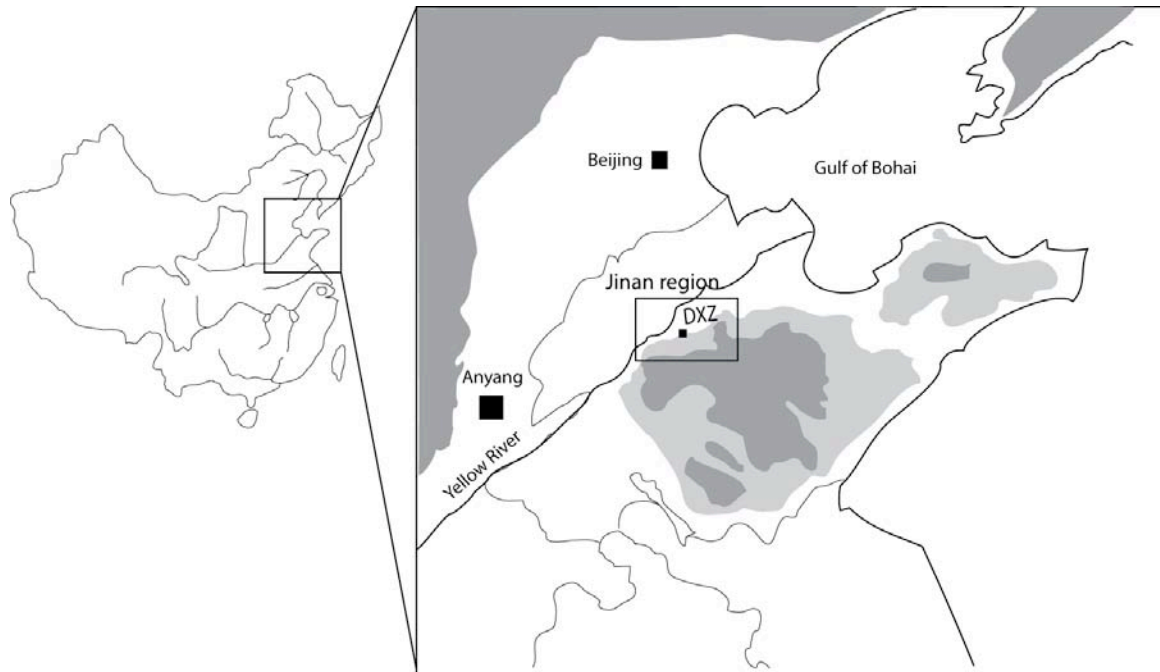 Beijing
Gulf of Bohai
Jinan region
DXZ
Anyang
Yellow River